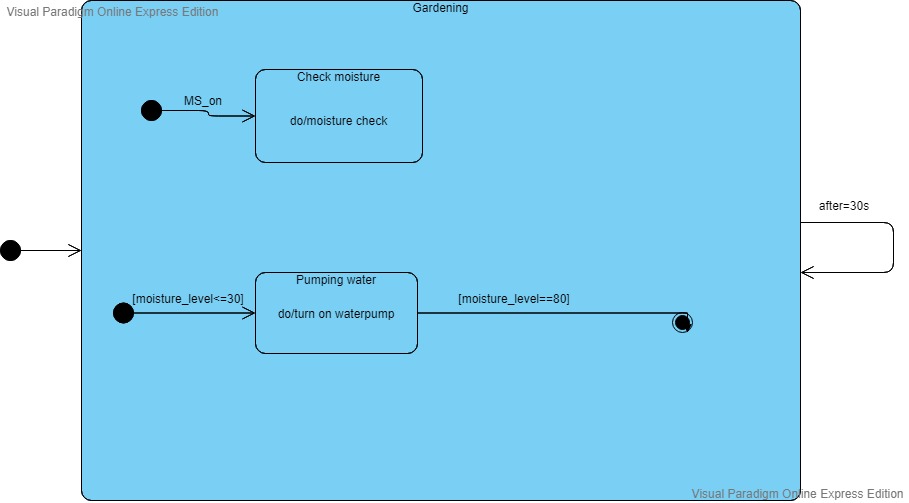 Visual Paradigm Online Express Edition
Gardening
Check moisture
MS_on
do/moisture check
after=30s
Pumping water
[moisture_level<=30]
[moisture_level==80]
do/turn on waterpump
Visual Paradigm Online Express Edition